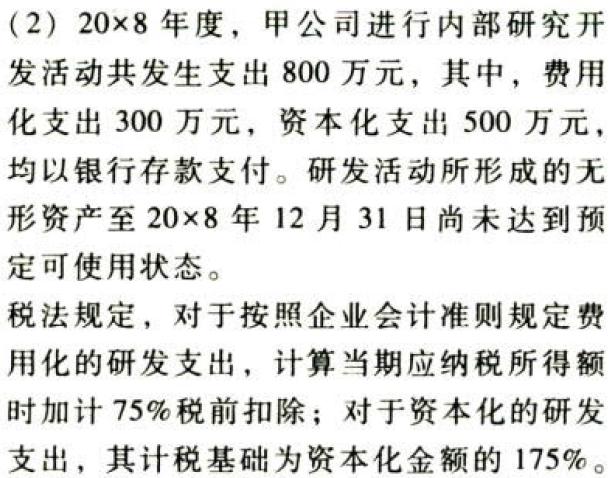 (2) 20×8 年度，甲公司进行内部研究开
发活动共发生支出 800 万元，其中，费用
化支出 300 万元，资本化支出 500 万元，
均以银行存款支付。研发活动所形成的无
形资产至 20×8 年 12 月 31 日尚未达到预
定可使用状态。
税法规定，对于按照企业会计准则规定费
用化的研发支出，计算当期应纳税所得额
时加计 75%税前扣除；对于资本化的研发
支出，其计税基础为资本化金额的 175%。